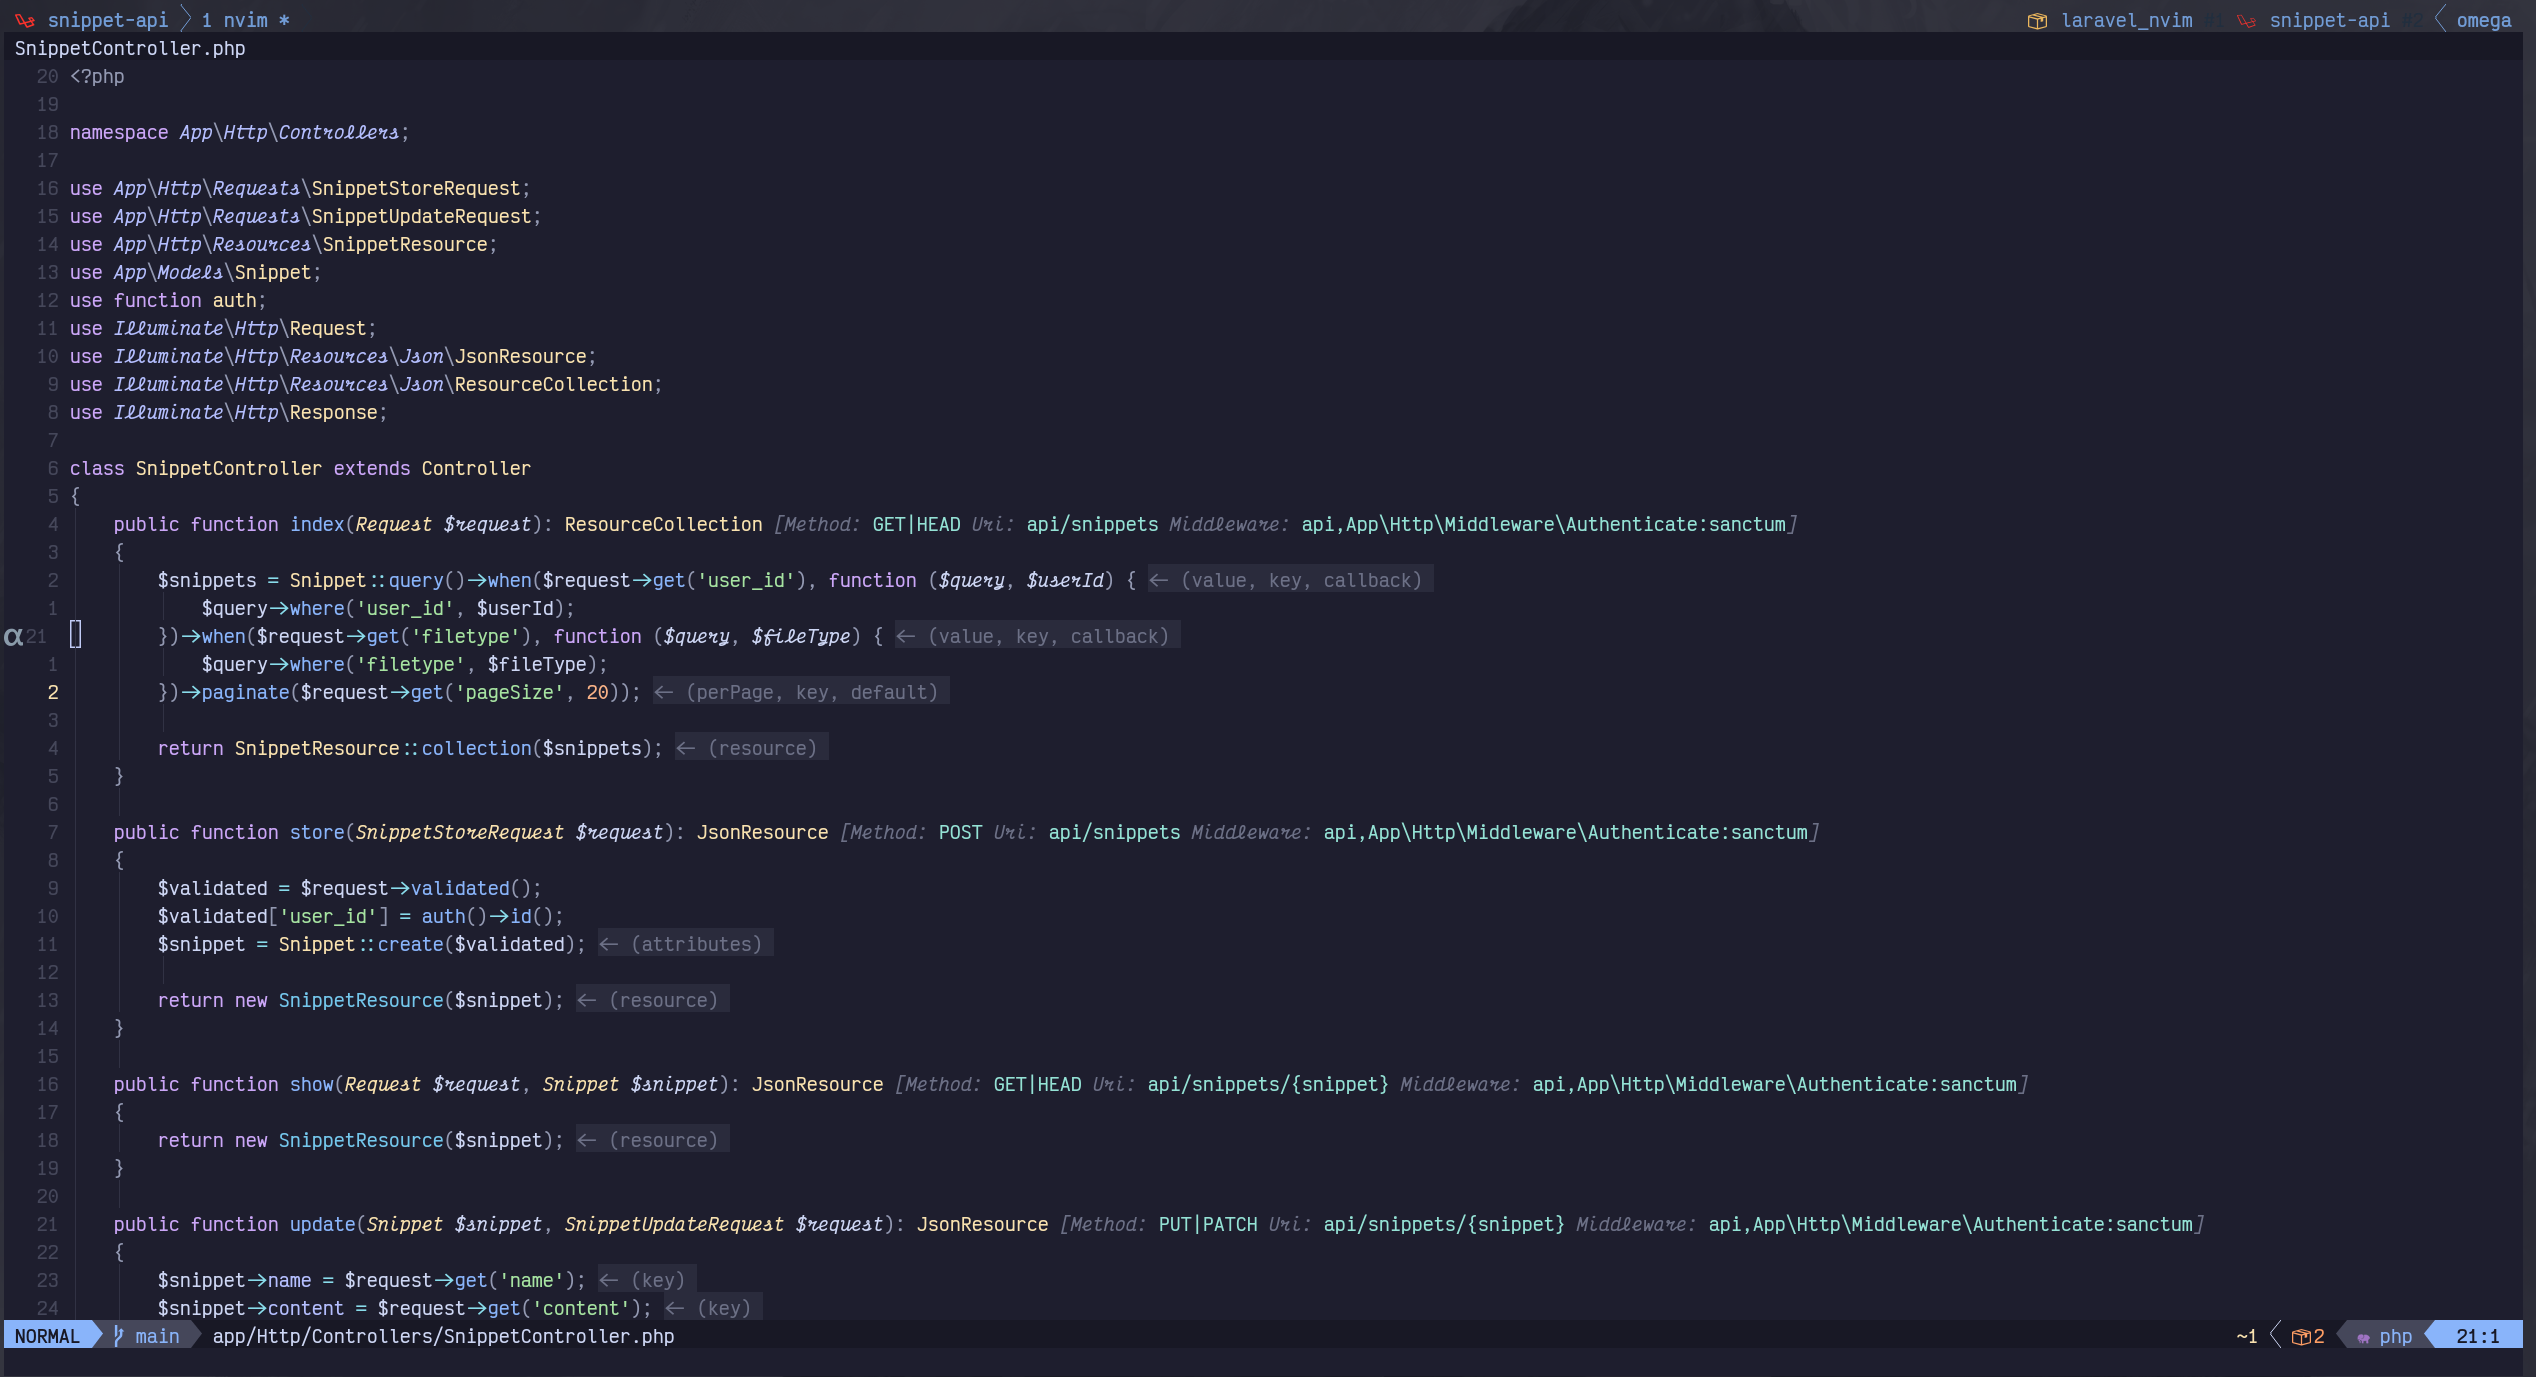 snippet-api 1 nvim * laravel_nvim #1 snippet-api #2 omega
SnippetController.php
20 <?php
19
18 namespace App\Http\Controllers;
17
16 use App\Http\Requests\SnippetStoreRequest;
15 use App\Http\Requests\SnippetUpdateRequest;
14 use App\Http\Resources\SnippetResource;
13 use App\Models\Snippet;
12 use function auth;
11 use Illuminate\Http\Request;
10 use Illuminate\Http\Resources\Json\JsonResource;
9 use Illuminate\Http\Resources\Json\ResourceCollection;
8 use Illuminate\Http\Response;
7
6 class SnippetController extends Controller
5 {
4 public function index(Request $request): ResourceCollection [Method: GET|HEAD Uri: api/snippets Middleware: api,App\Http\Middleware\Authenticate:sanctum]
3 {
2 $snippets = Snippet::query()->when($request->get('user_id'), function ($query, $userId) { <- (value, key, callback)
1 $query->where('user_id', $userId);
α21 })->when($request->get('filetype'), function ($query, $fileType) { <- (value, key, callback)
1 $query->where('filetype', $fileType);
2 })->paginate($request->get('pageSize', 20)); <- (perPage, key, default)
3
4 return SnippetResource::collection($snippets); <- (resource)
5 }
6
7 public function store(SnippetStoreRequest $request): JsonResource [Method: POST Uri: api/snippets Middleware: api,App\Http\Middleware\Authenticate:sanctum]
8 {
9 $validated = $request->validated();
10 $validated['user_id'] = auth()->id();
11 $snippet = Snippet::create($validated); <- (attributes)
12
13 return new SnippetResource($snippet); <- (resource)
14 }
15
16 public function show(Request $request, Snippet $snippet): JsonResource [Method: GET|HEAD Uri: api/snippets/{snippet} Middleware: api,App\Http\Middleware\Authenticate:sanctum]
17 {
18 return new SnippetResource($snippet); <- (resource)
19 }
20
21 public function update(Snippet $snippet, SnippetUpdateRequest $request): JsonResource [Method: PUT|PATCH Uri: api/snippets/{snippet} Middleware: api,App\Http\Middleware\Authenticate:sanctum]
22 {
23 $snippet->name = $request->get('name'); <- (key)
24 $snippet->content = $request->get('content'); <- (key)
NORMAL main app/Http/Controllers/SnippetController.php ~1 2 php 21:1